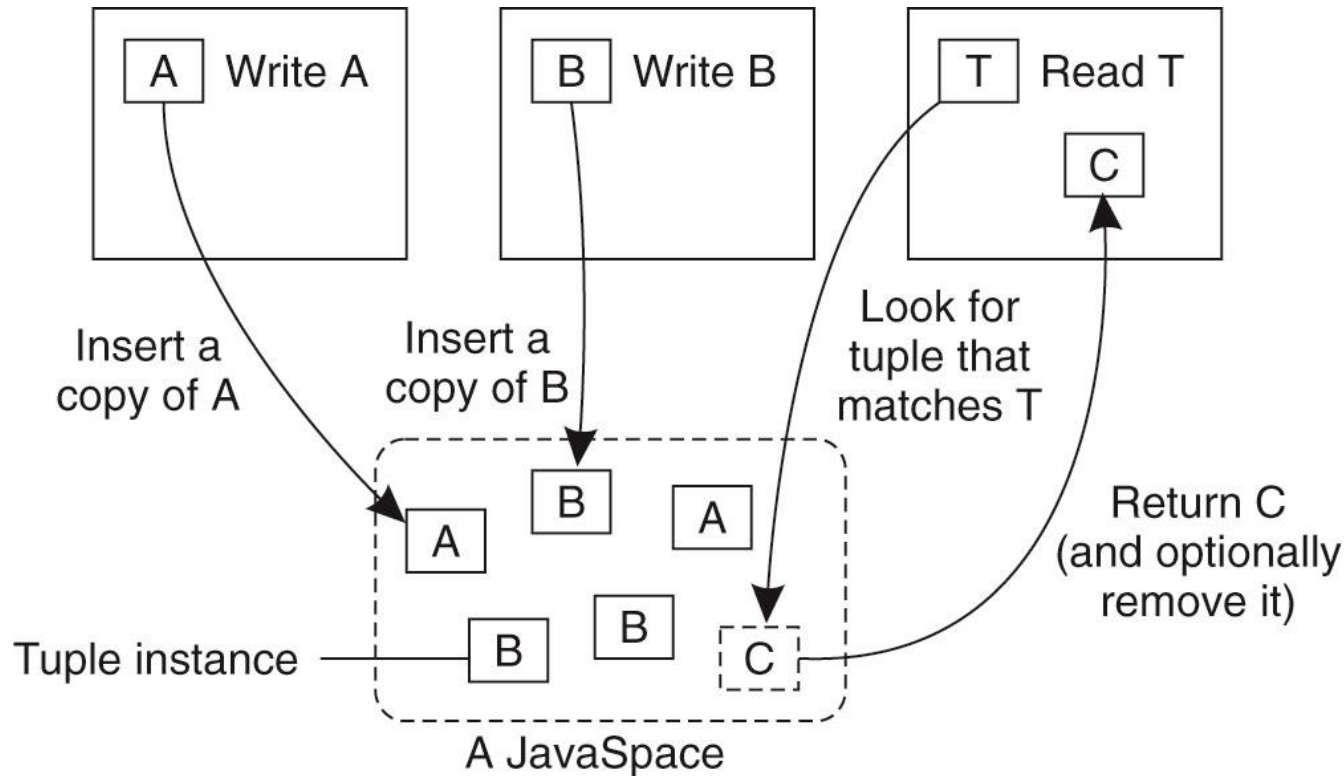 A Write A
B Write B
T Read T
C
Insert a
copy of A
Insert a
copy of B
Look for
tuple that
matches T
Return C
(and optionally
remove it)
B
A
A
B
B
C
Tuple instance
A JavaSpace